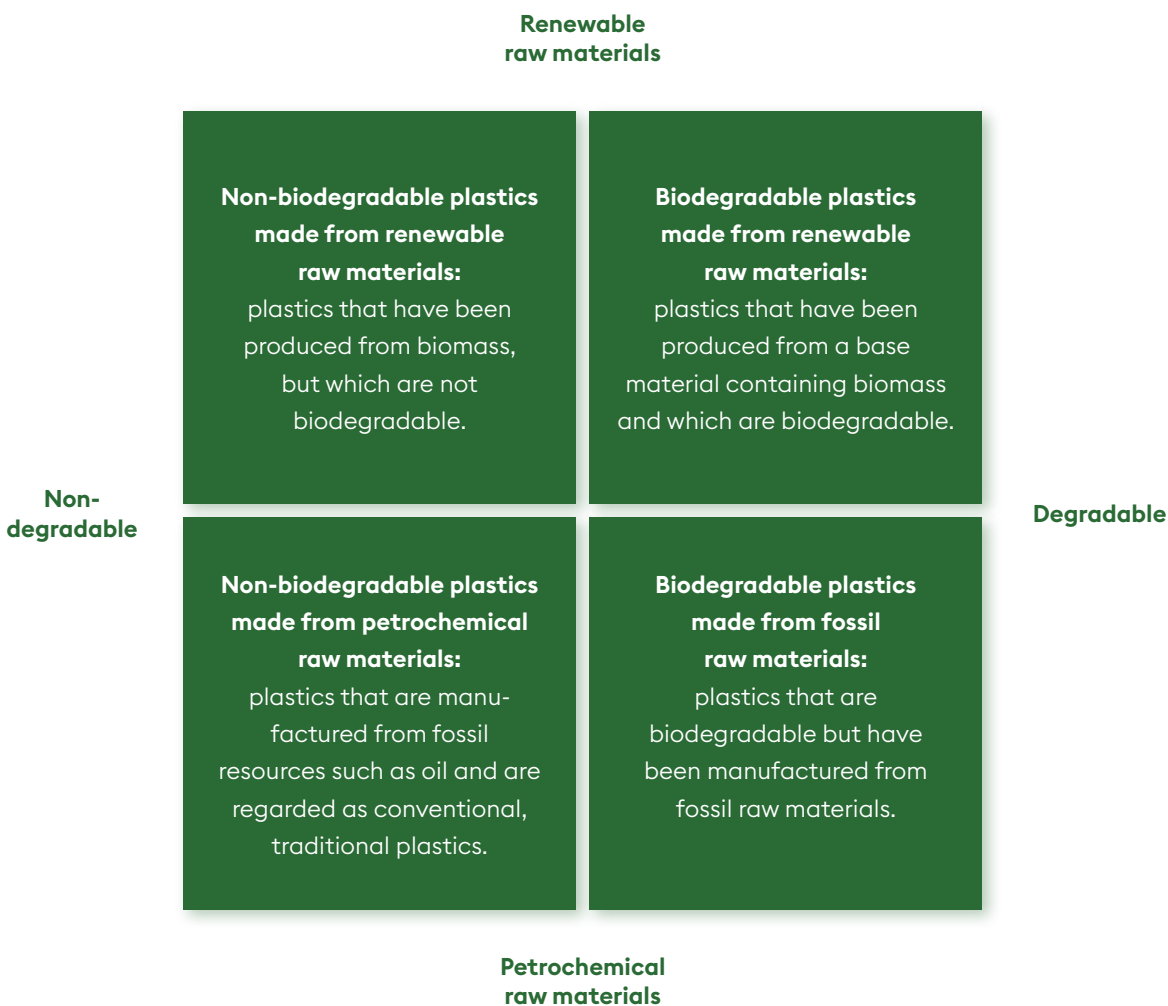 Renewable
raw materials
Non-biodegradable plastics
made from renewable
raw materials:
plastics that have been
produced from biomass,
but which are not
biodegradable.
Biodegradable plastics
made from renewable
raw materials:
plastics that have been
produced from a base
material containing biomass
and which are biodegradable.
Non-
degradable
Degradable
Non-biodegradable plastics
made from petrochemical
raw materials:
plastics that are manu-
factured from fossil
resources such as oil and are
regarded as conventional,
traditional plastics.
Biodegradable plastics
made from fossil
raw materials:
plastics that are
biodegradable but have
been manufactured from
fossil raw materials.
Petrochemical
raw materials